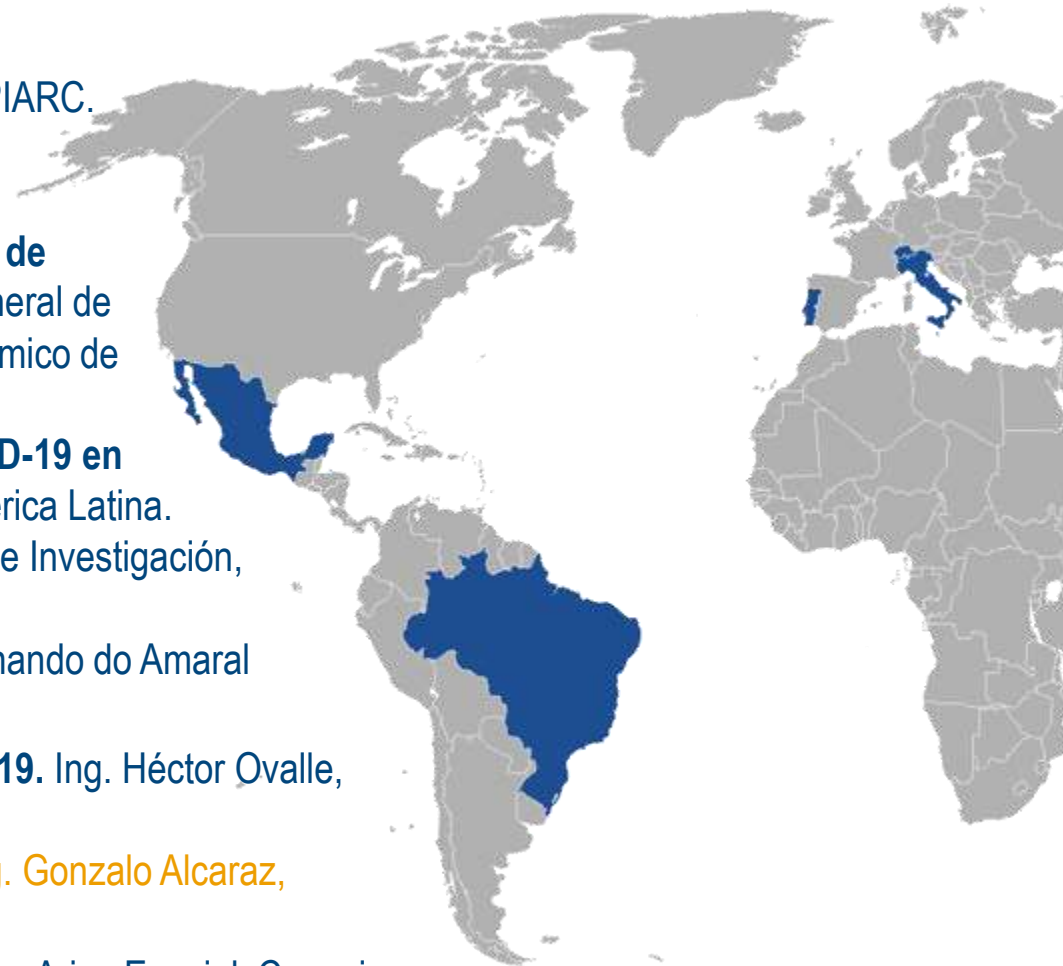 PIARC.
de
neral de
mico de
D-19 en
érica Latina.
e Investigación,
nando do Amaral
19. Ing. Héctor Ovalle,
g. Gonzalo Alcaraz,